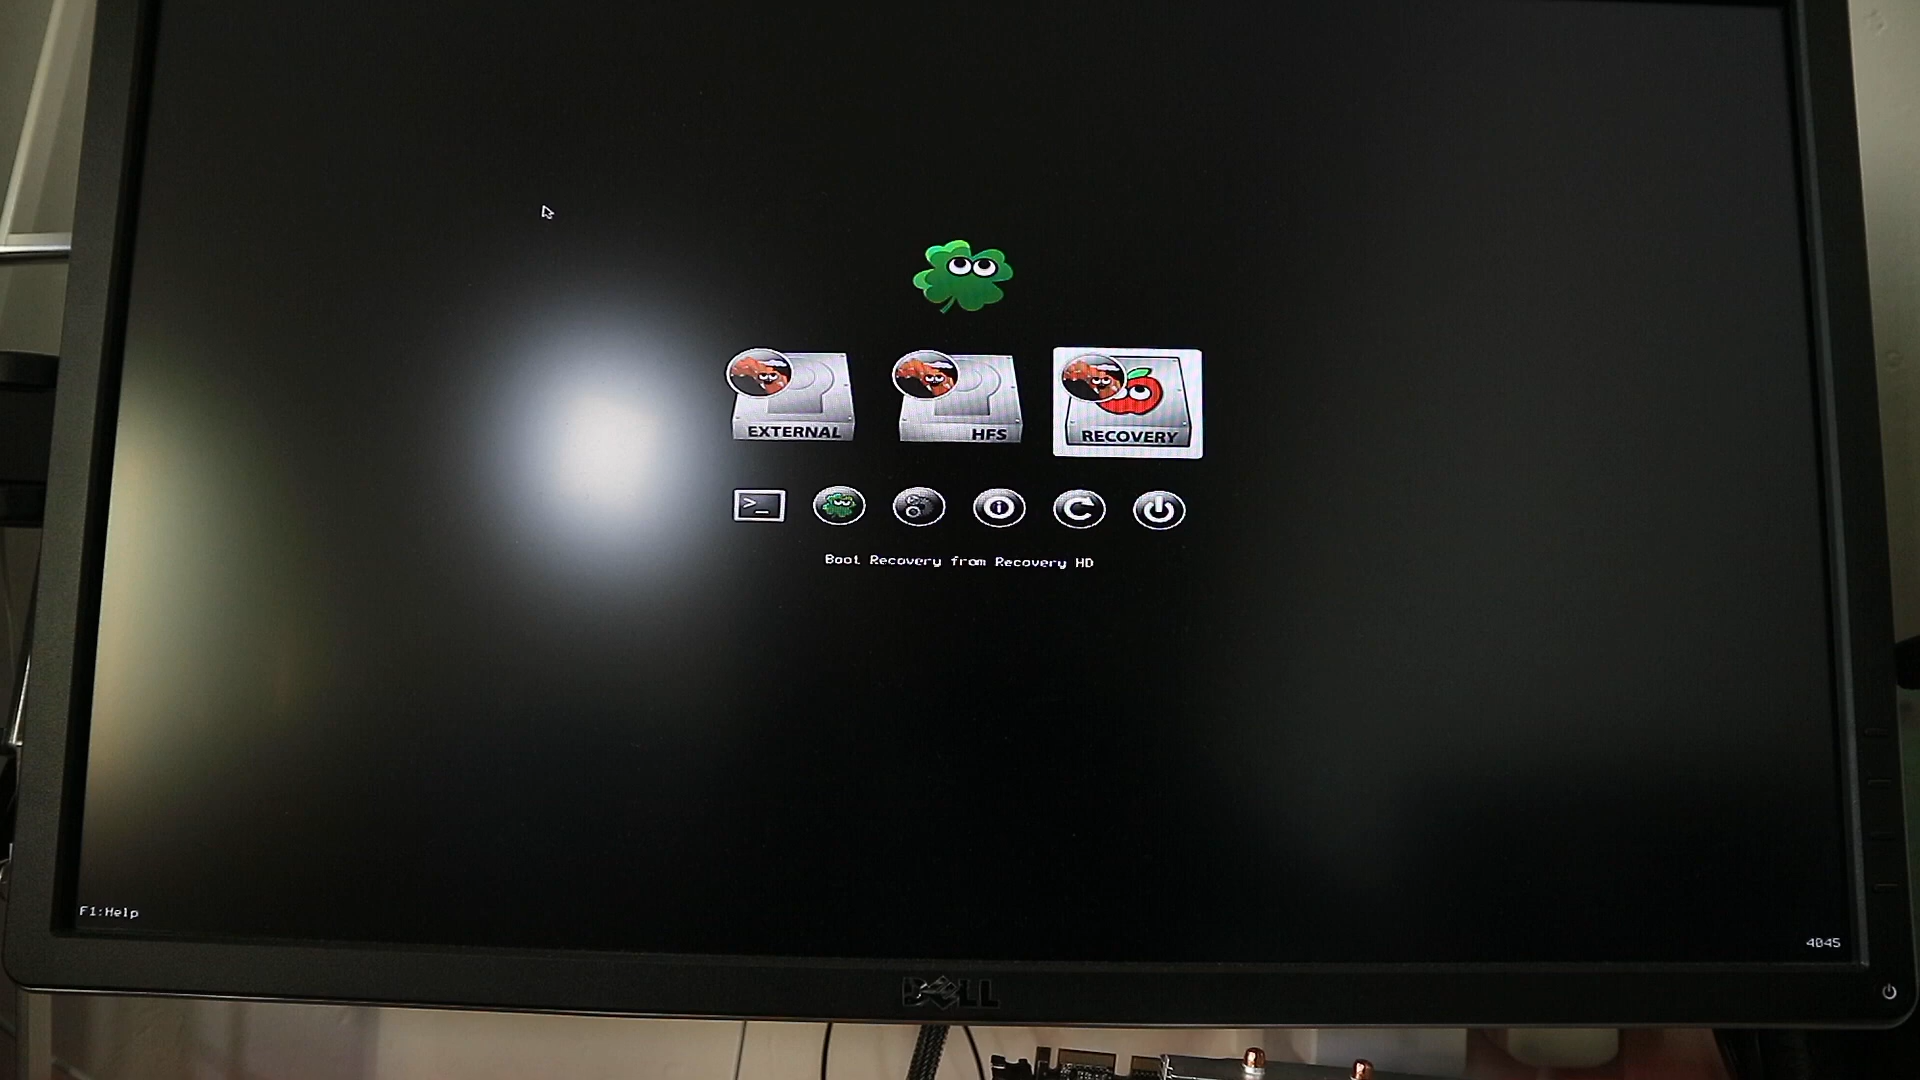 EXTERNAL
HFS
RECOVERY
>_
Boot Recovery from Recovery HD
F1:Help
4045
DELL